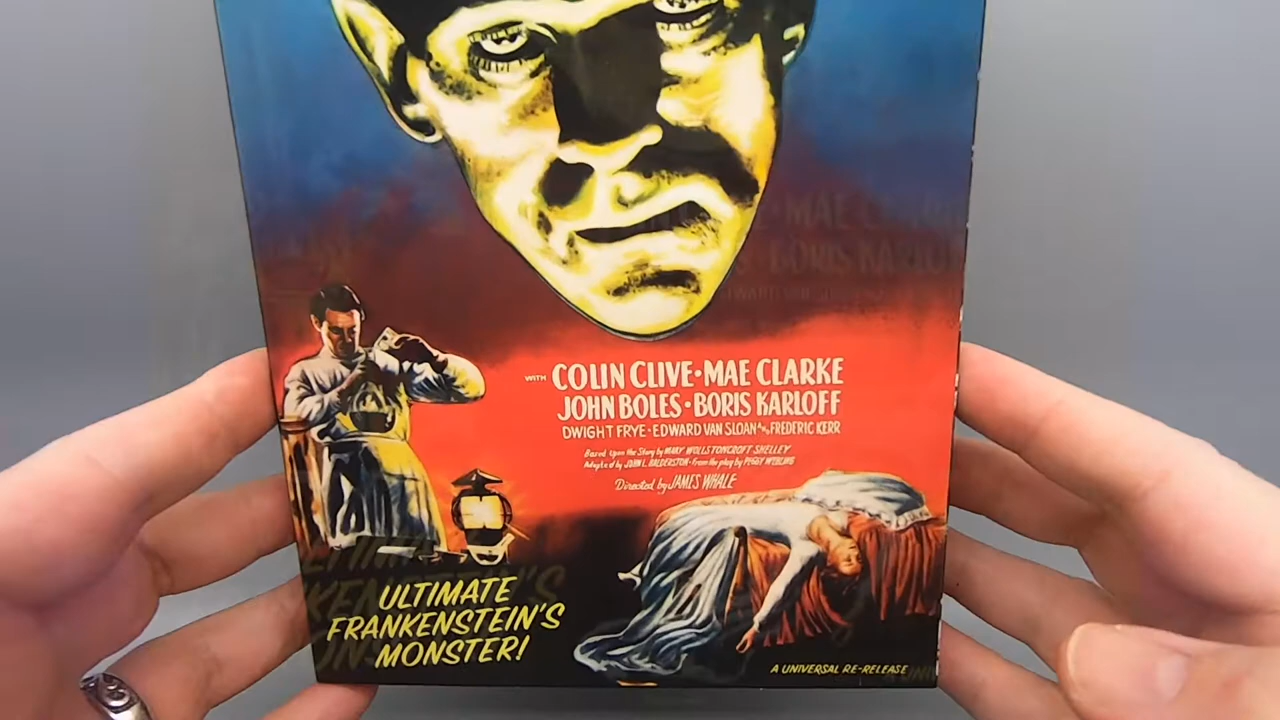 WITH COLIN CLIVE·MAE CLARKE
JOHN BOLES·BORIS KARLOFF
DWIGHT FRYE·EDWARD VAN SLOAN AND FREDERIC KERR
Based Upon the Story by MARY WOLLSTONCROFT SHELLEY
Adapted by JOHN L. BALDERSTON·From the play by PEGGY WEBLING
Directed by JAMES WHALE
ULTIMATE
FRANKENSTEIN'S
MONSTER!
A UNIVERSAL RE-RELEASE